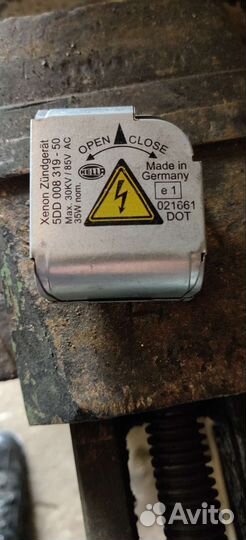 Xenon Zündgerät
5DD 008 319 - 50
Max. 30KV / 85V AC
35W nom.
OPEN CLOSE
HELLA
Made in
Germany
e 1
021661
DOT
Avito